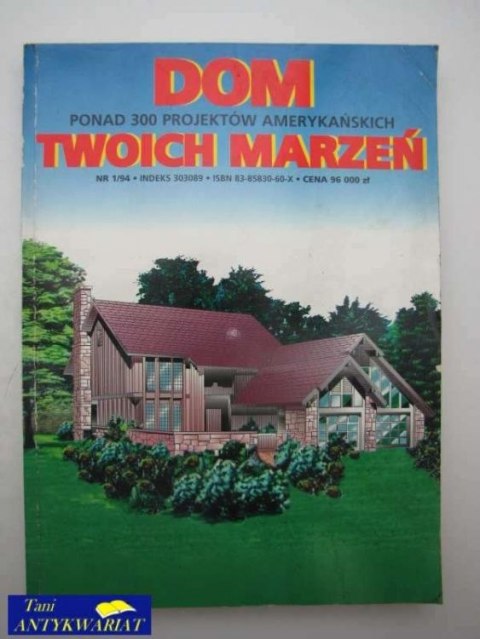 DOM
PONAD 300 PROJEKTÓW AMERYKAŃSKICH
TWOICH MARZEŃ
NR 1/94 • INDEKS 303089 • ISBN 83-85830-60-X • CENA 96 000 zł
Tani
ANTYKWARIAT